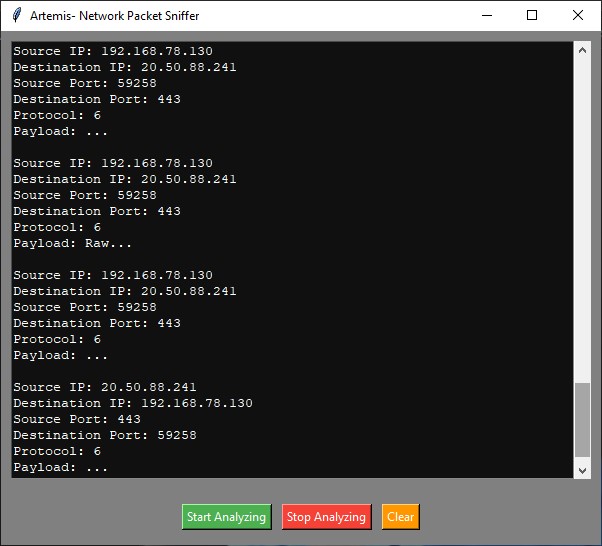 Artemis- Network Packet Sniffer
Source IP: 192.168.78.130
Destination IP: 20.50.88.241
Source Port: 59258
Destination Port: 443
Protocol: 6
Payload: ...
Source IP: 192.168.78.130
Destination IP: 20.50.88.241
Source Port: 59258
Destination Port: 443
Protocol: 6
Payload: Raw...
Source IP: 192.168.78.130
Destination IP: 20.50.88.241
Source Port: 59258
Destination Port: 443
Protocol: 6
Payload: ...
Source IP: 20.50.88.241
Destination IP: 192.168.78.130
Source Port: 443
Destination Port: 59258
Protocol: 6
Payload: ...
Start Analyzing Stop Analyzing Clear